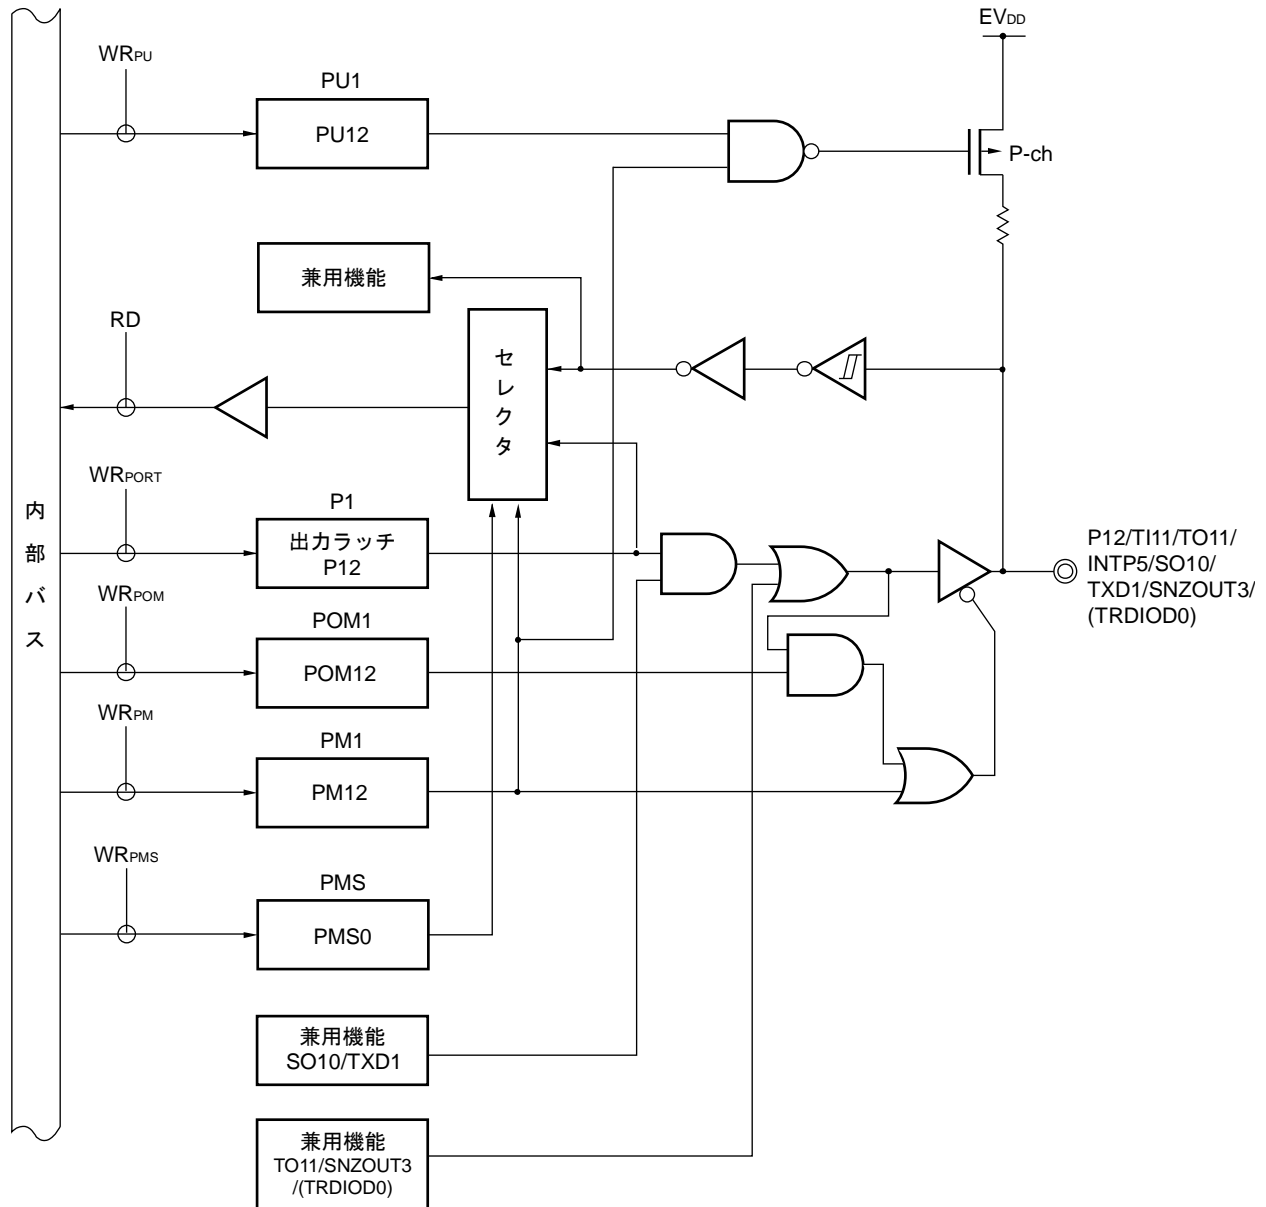 EVDD
WRPU
PU1
PU12
P-ch
兼用機能
RD
セレクタ
WRPORT
P1
出力ラッチ
P12
内部バス
P12/TI11/TO11/
INTP5/SO10/
TXD1/SNZOUT3/
(TRDIOD0)
WRPOM
POM1
POM12
WRPM
PM1
PM12
WRPMS
PMS
PMS0
兼用機能
SO10/TXD1
兼用機能
TO11/SNZOUT3
/(TRDIOD0)